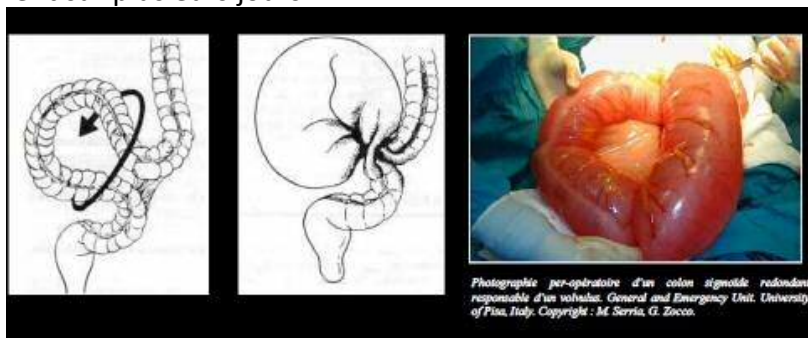 Photographie per-opératoire d'un colon sigmoïde redondant
responsable d'un volvulus. General and Emergency Unit. University
of Pisa, Italy. Copyright : M. Serria, G. Zocco.